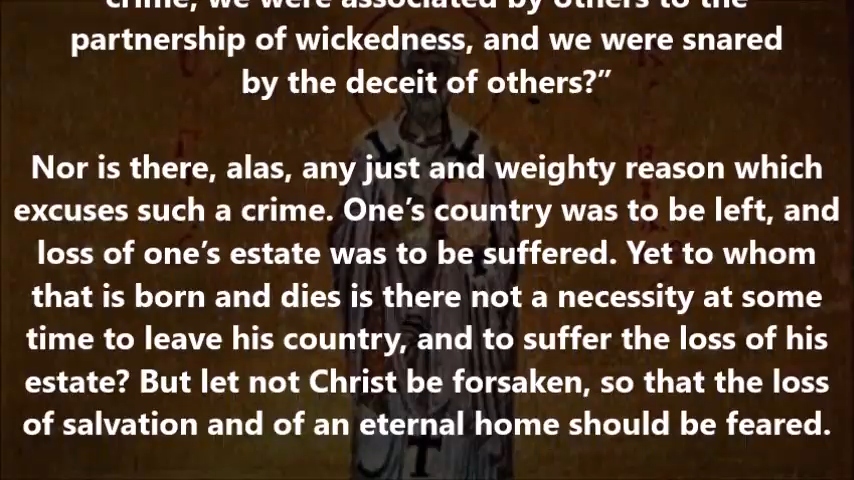 crime, we were associated by others to the
partnership of wickedness, and we were snared
by the deceit of others?”
Nor is there, alas, any just and weighty reason which
excuses such a crime. One’s country was to be left, and
loss of one’s estate was to be suffered. Yet to whom
that is born and dies is there not a necessity at some
time to leave his country, and to suffer the loss of his
estate? But let not Christ be forsaken, so that the loss
of salvation and of an eternal home should be feared.